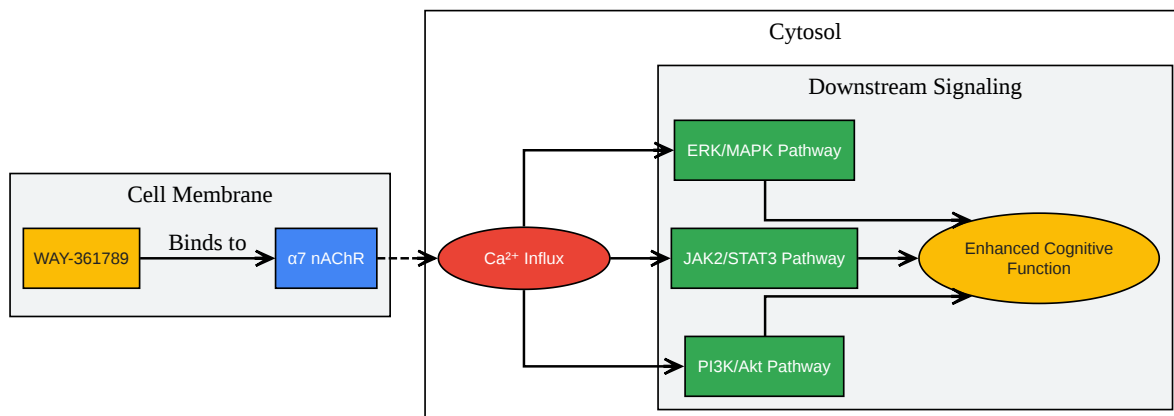 Cytosol
Downstream Signaling
ERK/MAPK Pathway
Cell Membrane
WAY-361789
Binds to
α7 nAChR
Ca²⁺ Influx
JAK2/STAT3 Pathway
Enhanced Cognitive
Function
PI3K/Akt Pathway